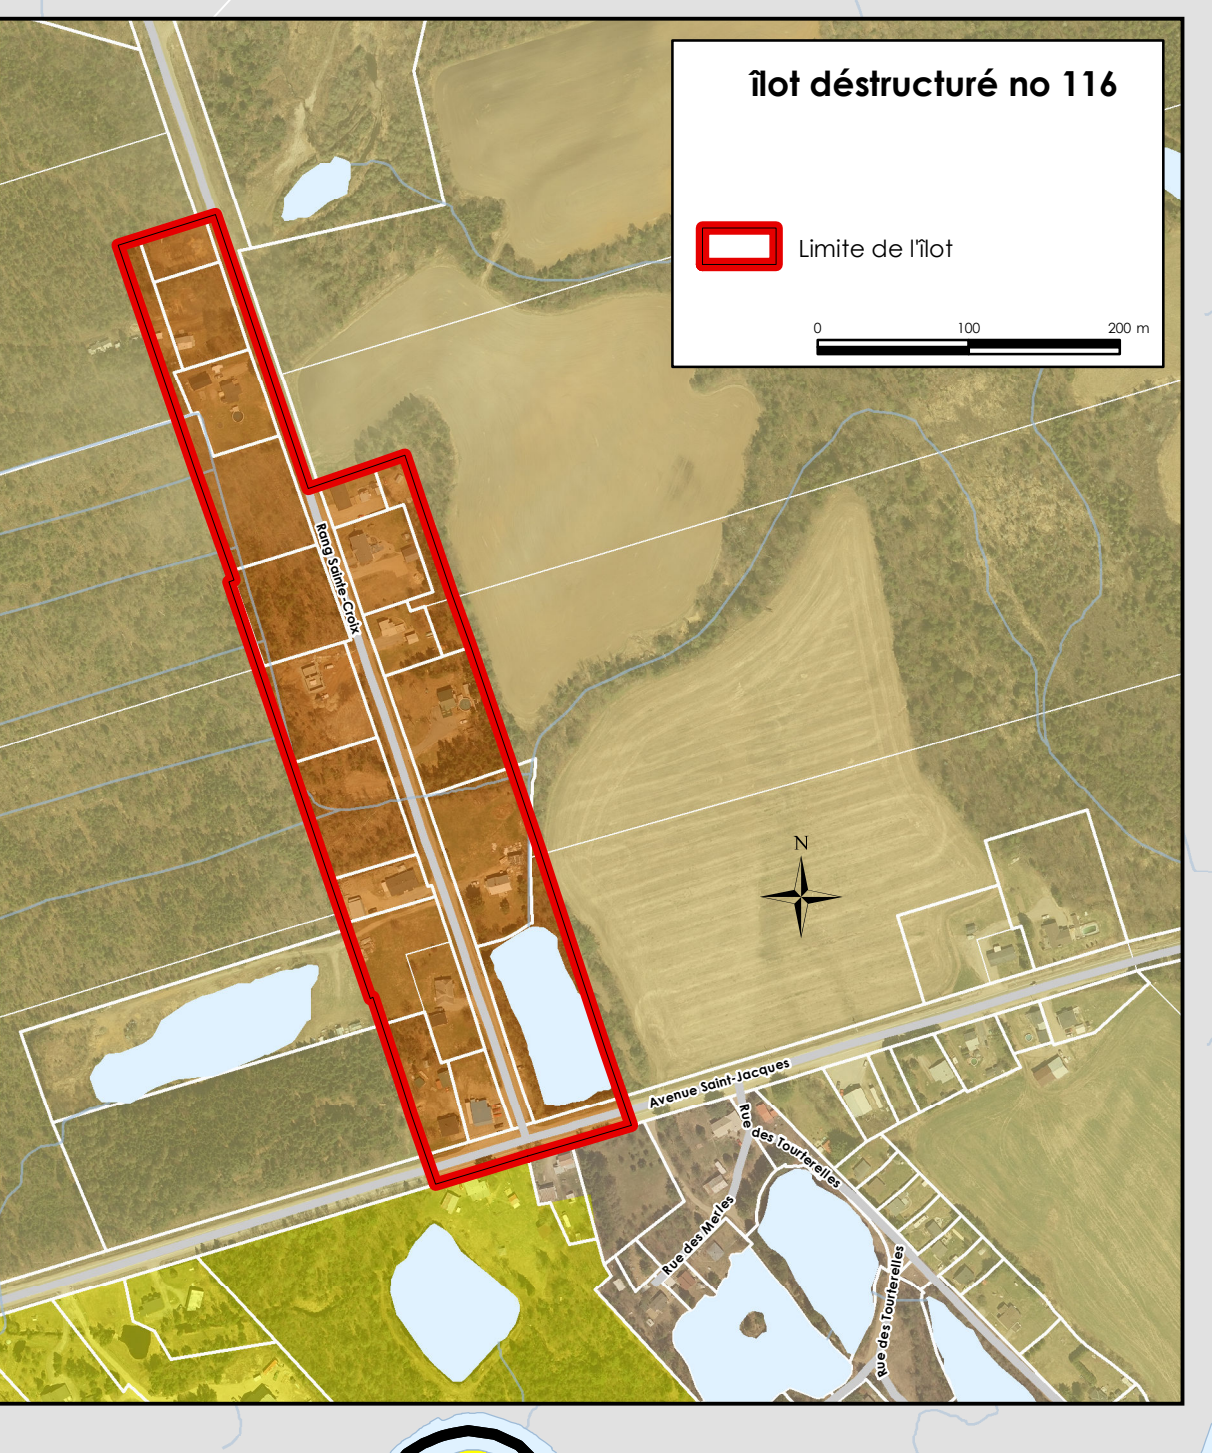 îlot déstructuré no 116
Limite de l'îlot
0 100 200 m
Rang Sainte-Croix
N
Avenue Saint-Jacques
Rue des Tourterelles
Rue des Merles
Rue des Tourterelles